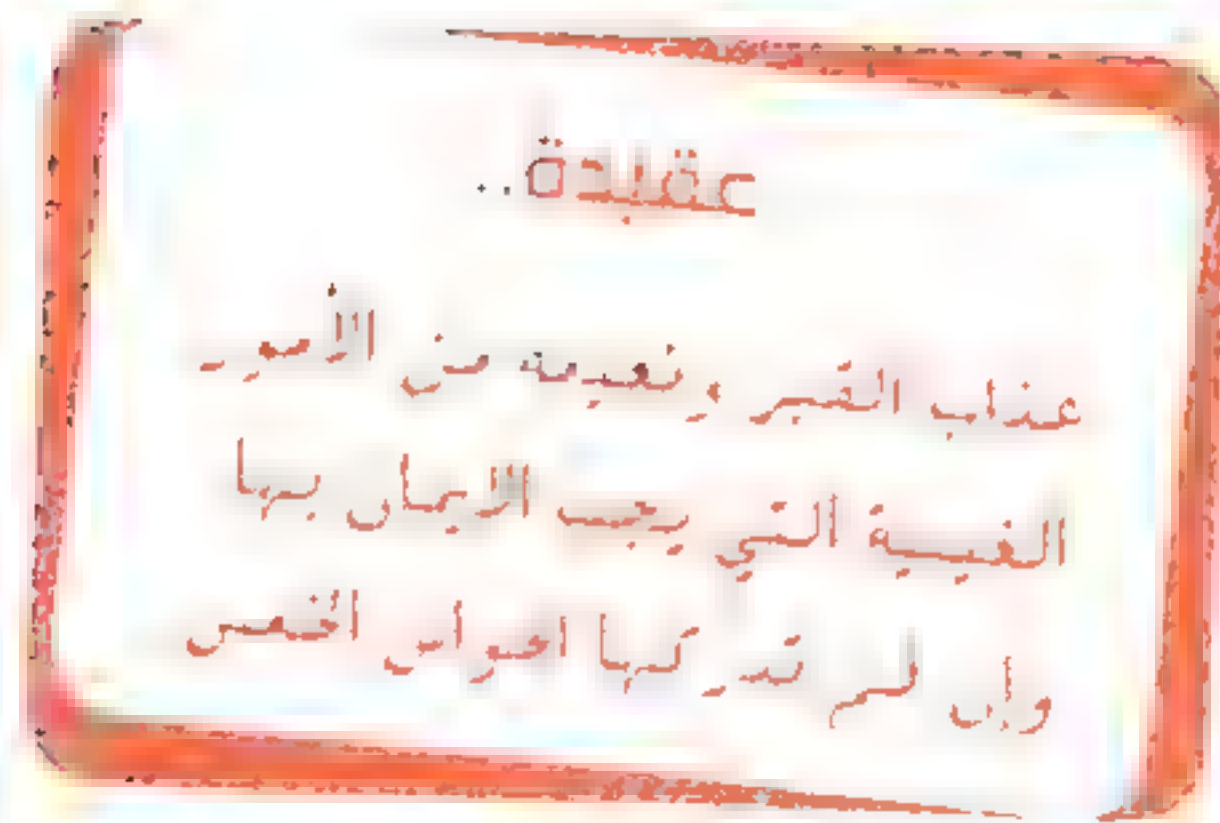 عقيدة..
عذاب القبر ونعيمه من الأمور
الغيبية التي يجب الإيمان بها
وإن لم تدركها الحواس الخمس